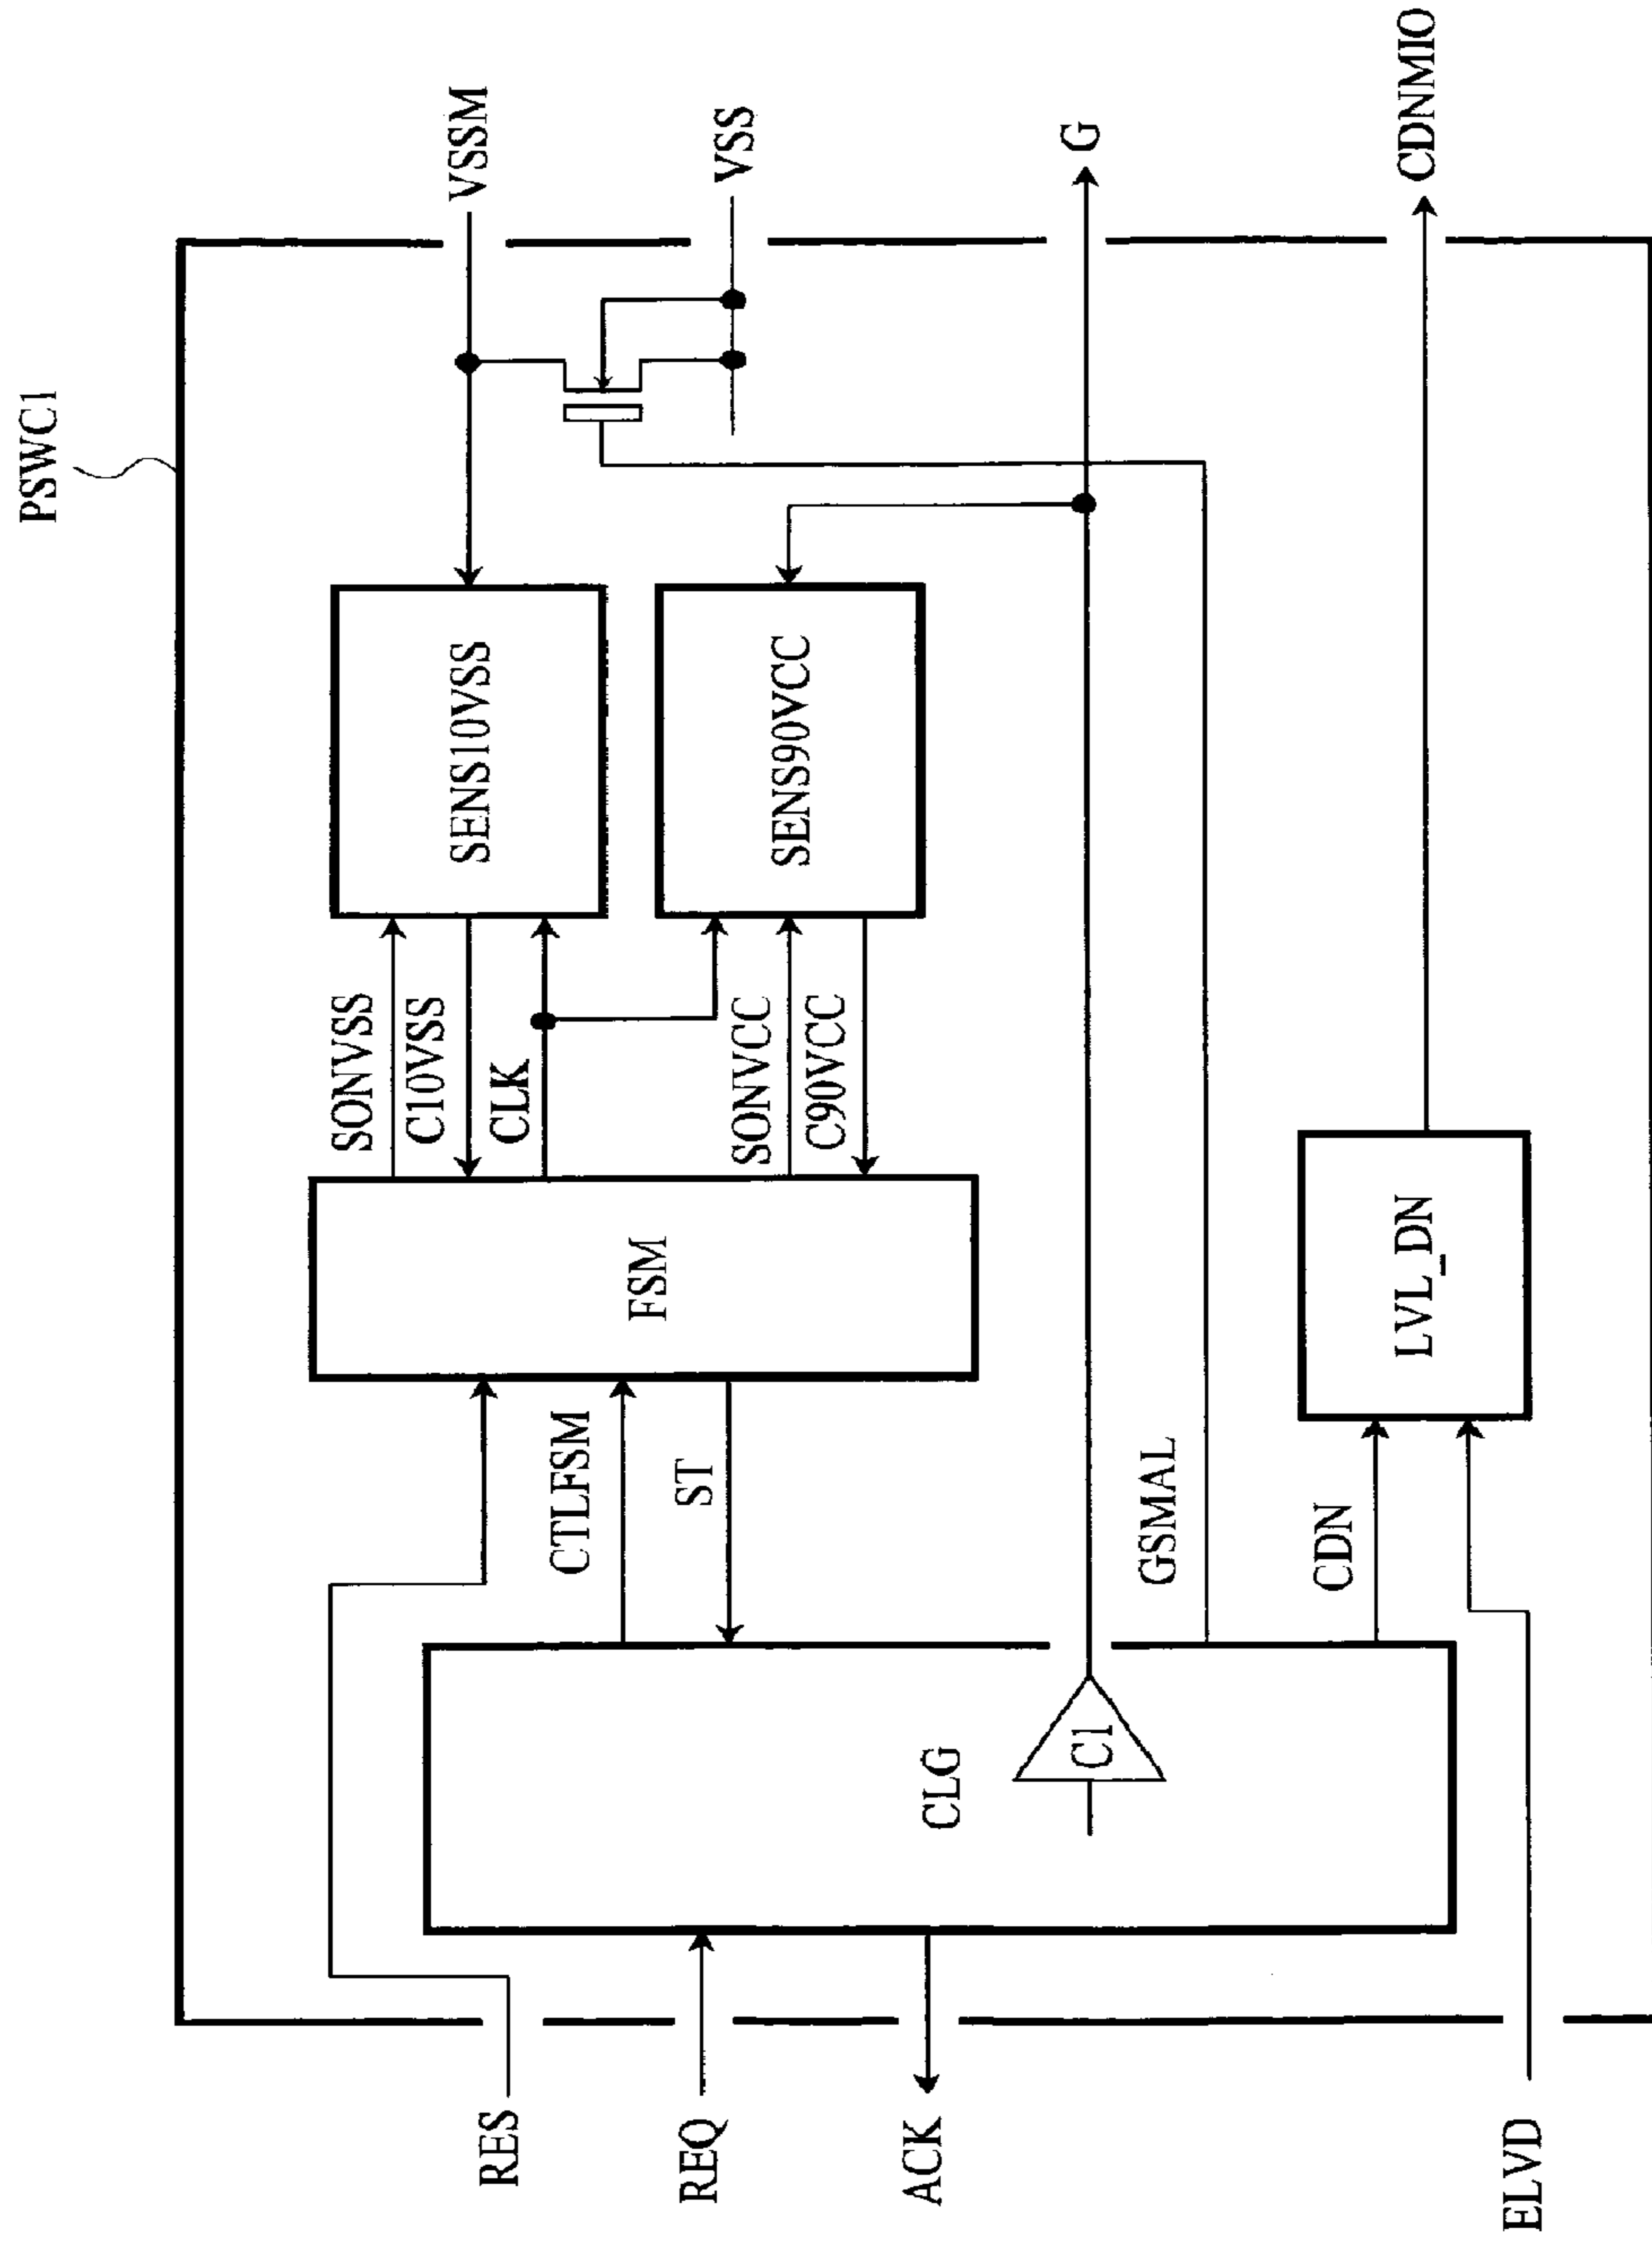 PSWC1
RES
REQ
ACK
ELVD
CLG
C1
CTLFSM
ST
GSMAL
CDN
FSM
LVL_DN
SONVSS
C10VSS
CLK
SONVCC
C90VCC
SENS10VSS
SENS90VCC
VSSM
VSS
G
CDNMIO